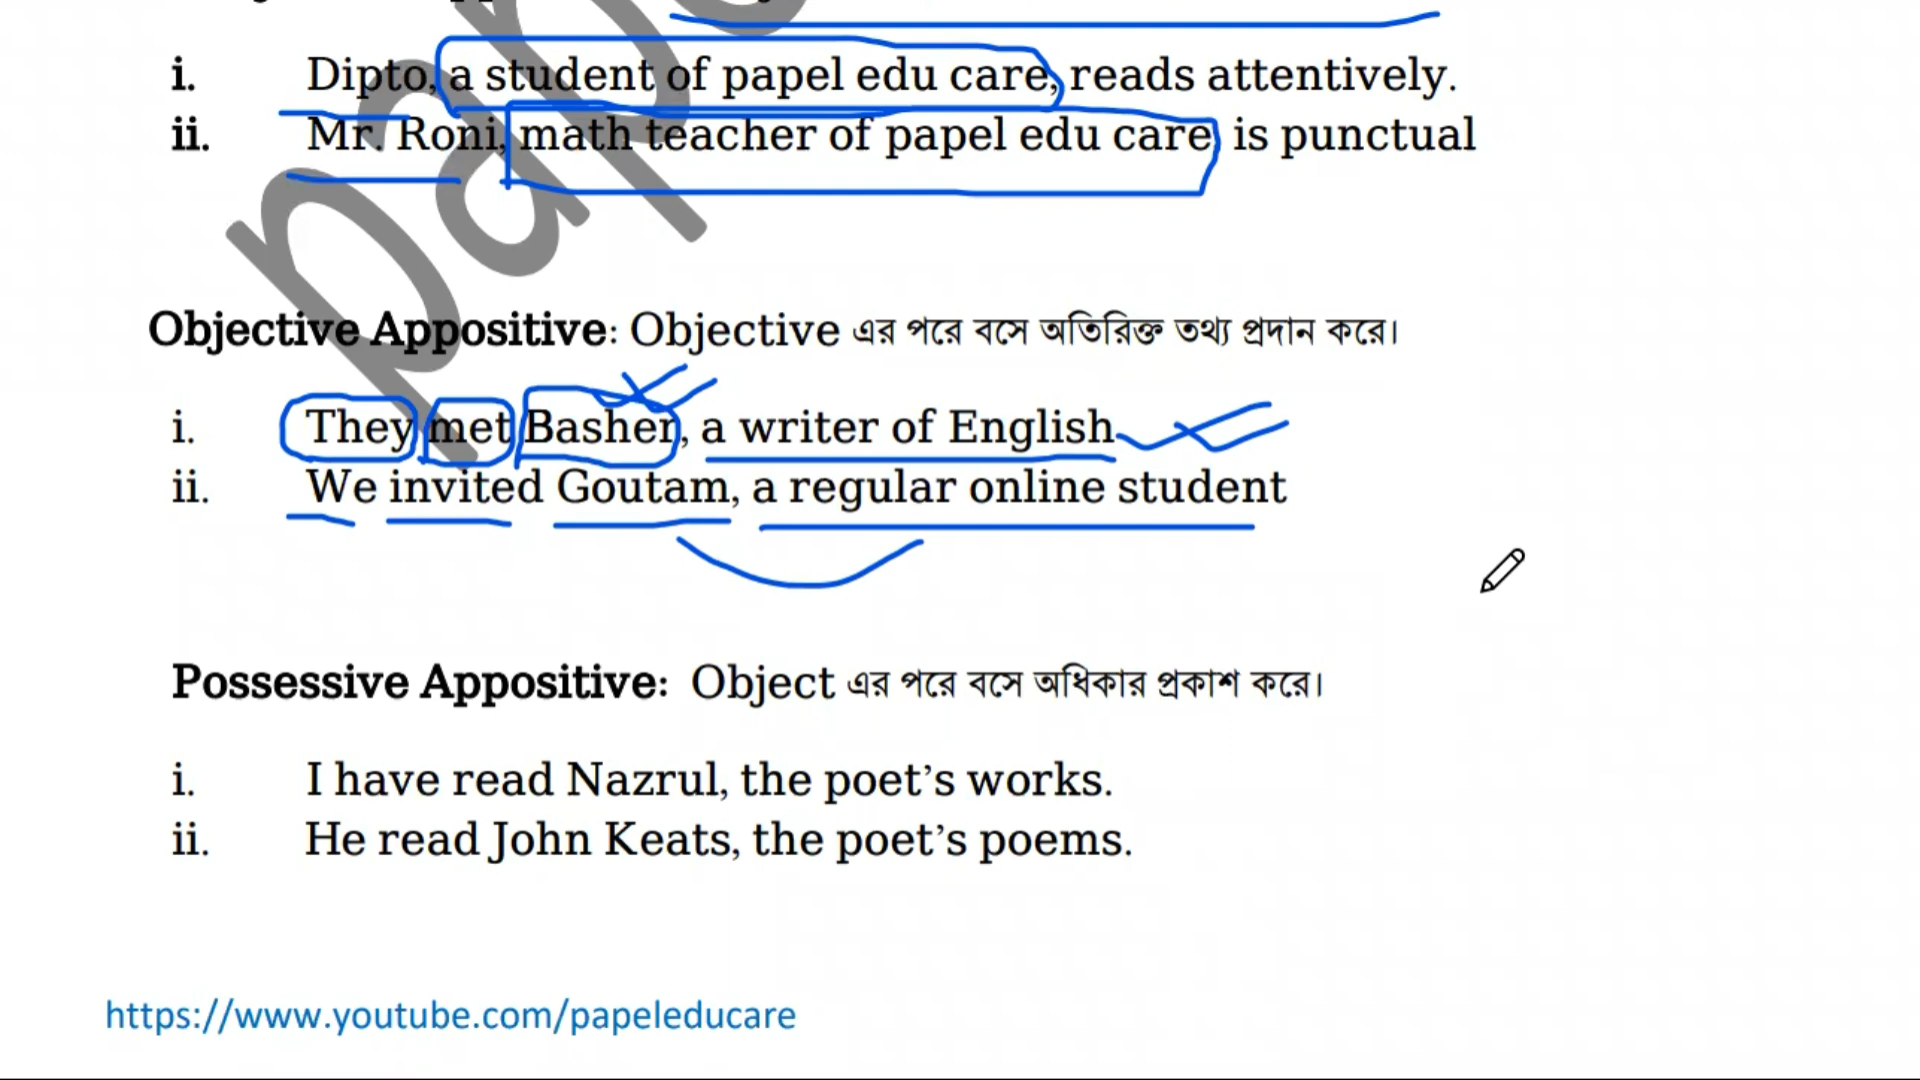 i. Dipto, a student of papel edu care, reads attentively.
ii. Mr. Roni, math teacher of papel edu care, is punctual
Objective Appositive: Objective এর পরে বসে অতিরিক্ত তথ্য প্রদান করে।
i. They met Basher, a writer of English.
ii. We invited Goutam, a regular online student
Possessive Appositive: Object এর পরে বসে অধিকার প্রকাশ করে।
i. I have read Nazrul, the poet’s works.
ii. He read John Keats, the poet’s poems.
https://www.youtube.com/papeleducare